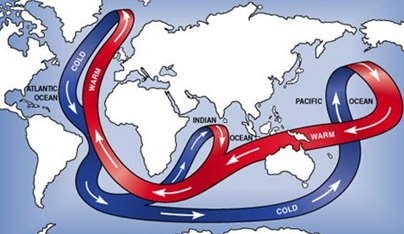 COLD
WARM
ATLANTIC
OCEAN
INDIAN
OCEAN
PACIFIC
OCEAN
WARM
COLD